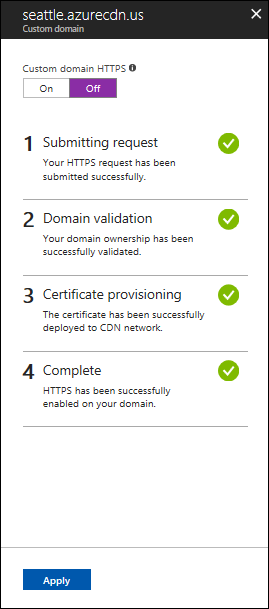 seattle.azurecdn.us
Custom domain
Custom domain HTTPS
On Off
1 Submitting request
Your HTTPS request has been
submitted successfully.
2 Domain validation
Your domain ownership has been
successfully validated.
3 Certificate provisioning
The certificate has been successfully
deployed to CDN network.
4 Complete
HTTPS has been successfully
enabled on your domain.
Apply